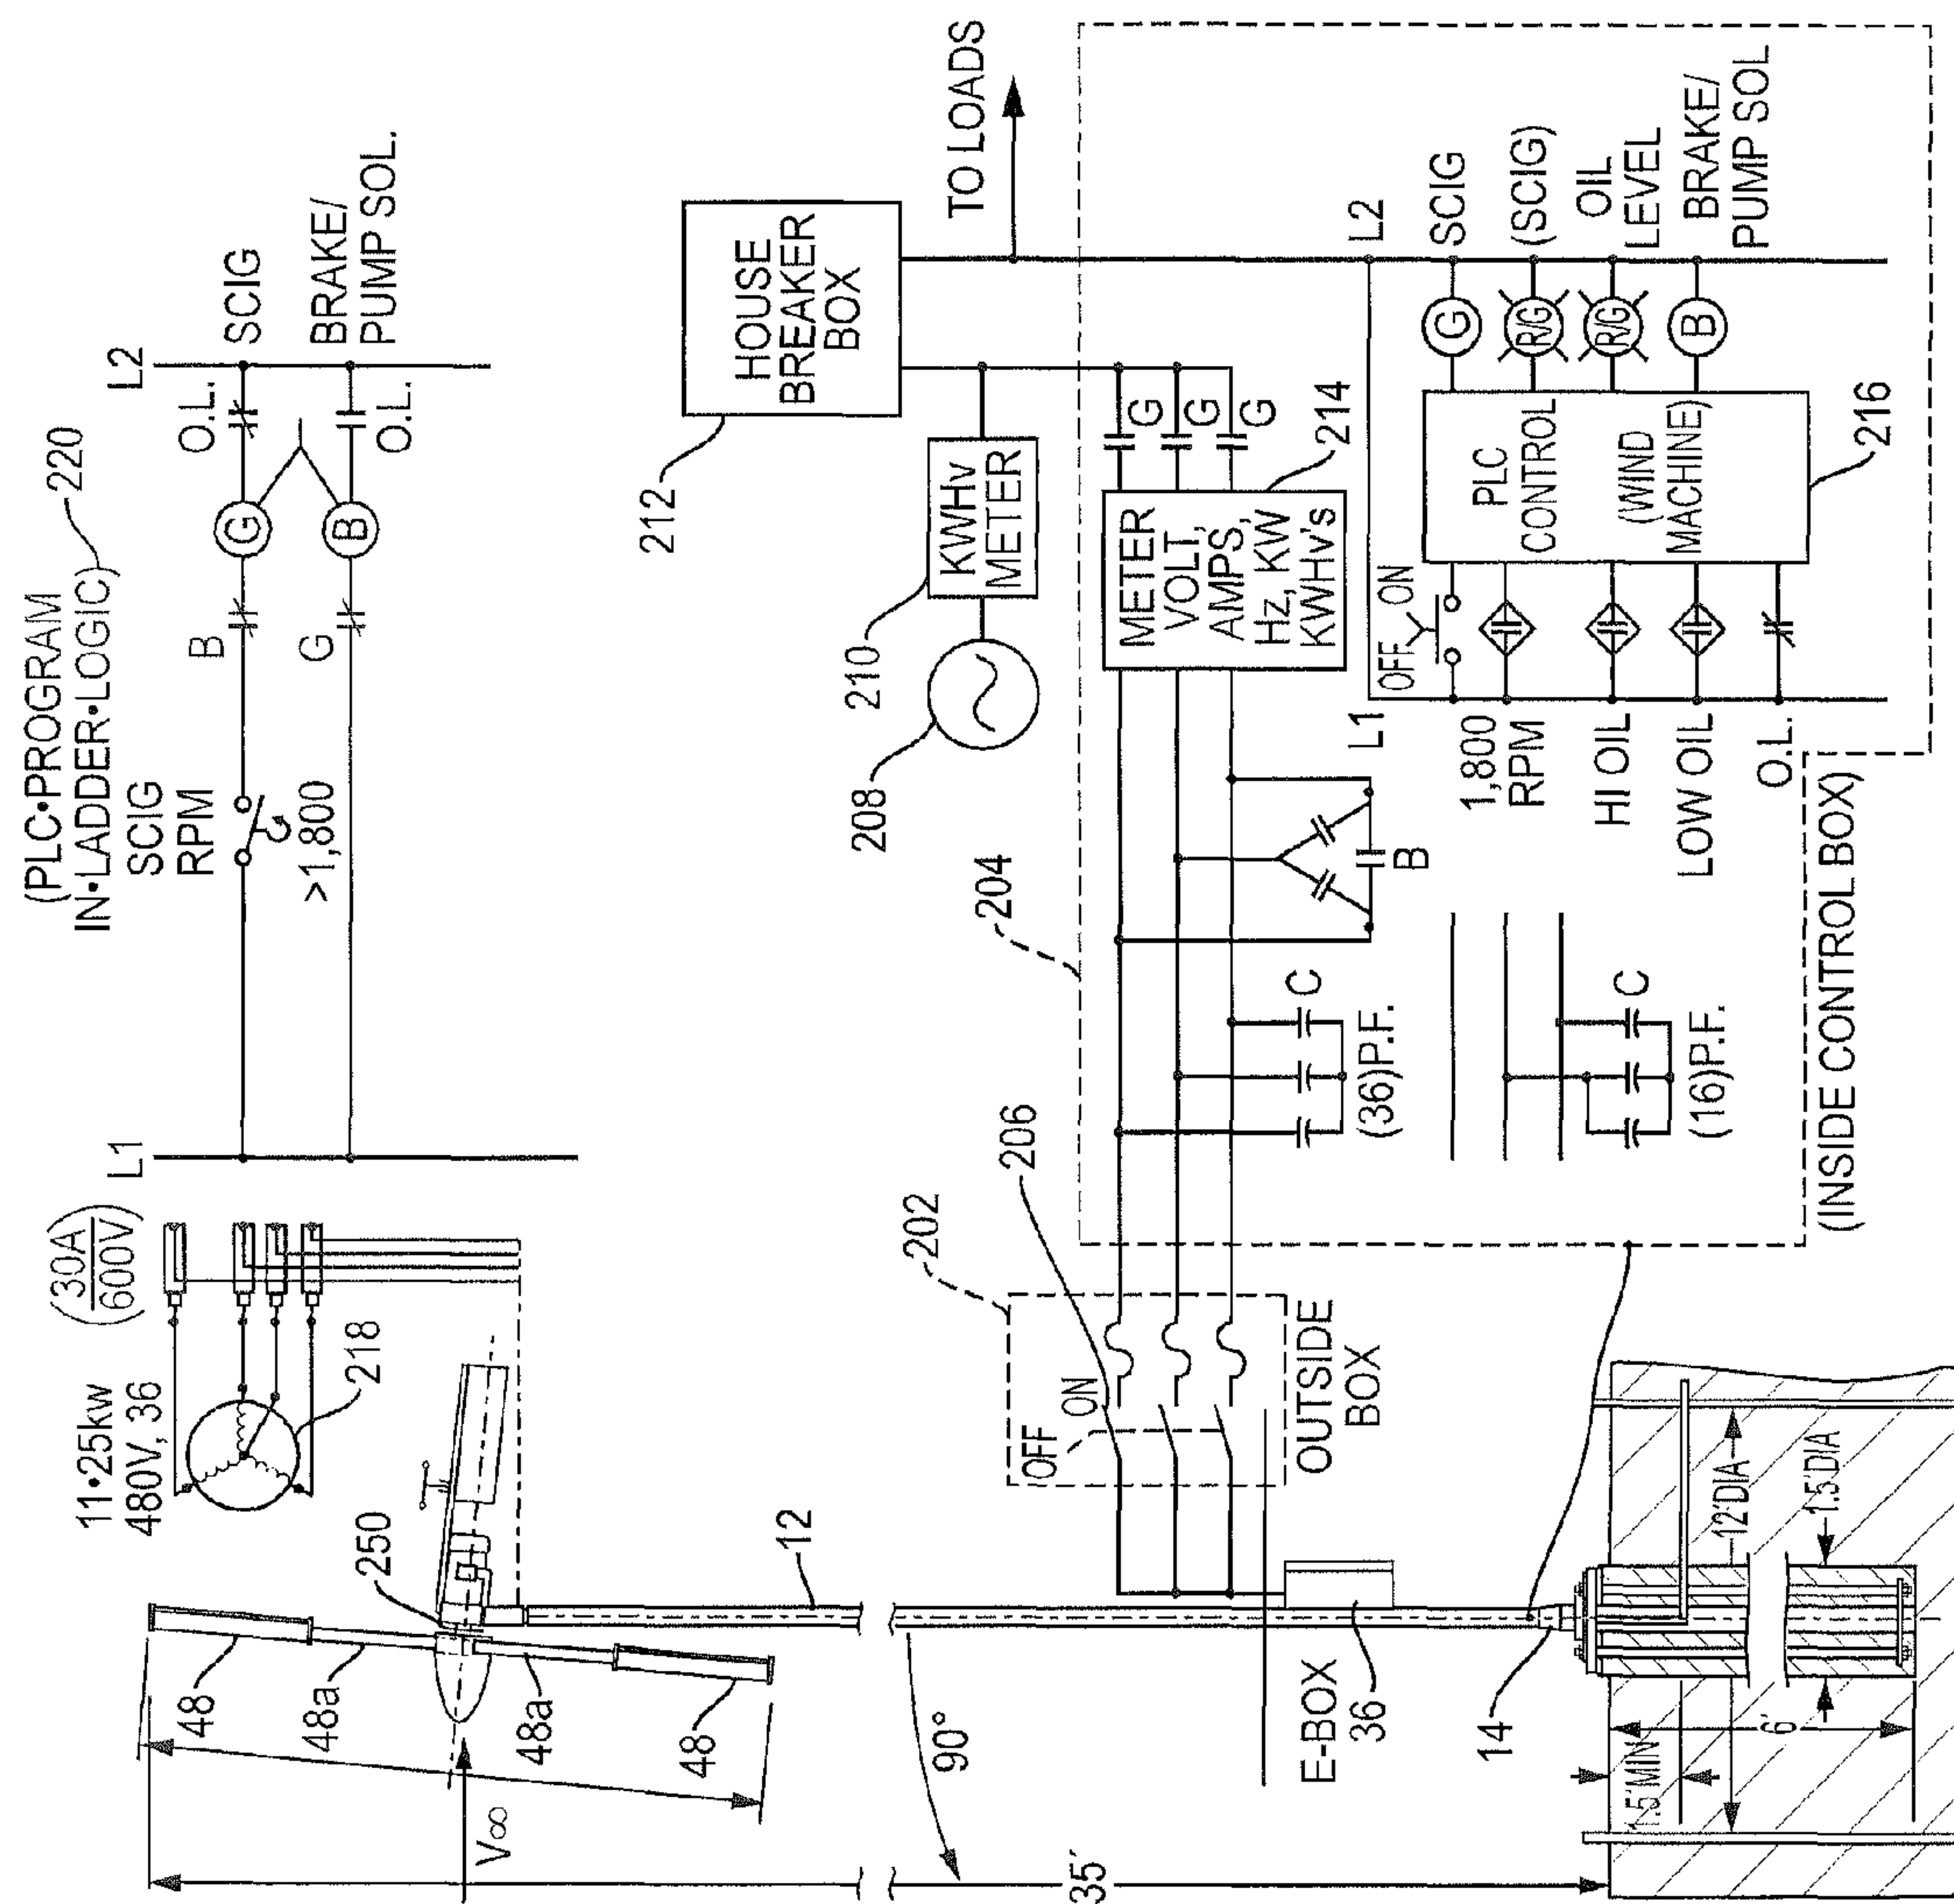 (PLC•PROGRAM
IN•LADDER•LOGIC)
220
SCIG
RPM
>1,800
B
G
G
B
O.L.
O.L.
L1
L2
SCIG
BRAKE/
PUMP SOL.
11•25kw
480V, 36
(30A
600V)
218
250
48
48a
48a
48
V∞
12
90°
35'
E-BOX
36
14
1.5'MIN
6'
12'DIA
1.5'DIA
202
206
OFF
ON
OUTSIDE
BOX
204
C
(36)P.F.
C
(16)P.F.
B
208
210
KWHv
METER
212
HOUSE
BREAKER
BOX
TO LOADS
METER
VOLT,
AMPS,
Hz, KW
KWHv's
G
G
G
214
L1
L2
OFF
ON
1,800
RPM
HI OIL
LOW OIL
O.L.
PLC
CONTROL
(WIND
MACHINE)
216
G
R/G
R/G
B
SCIG
(SCIG)
OIL
LEVEL
BRAKE/
PUMP SOL
(INSIDE CONTROL BOX)